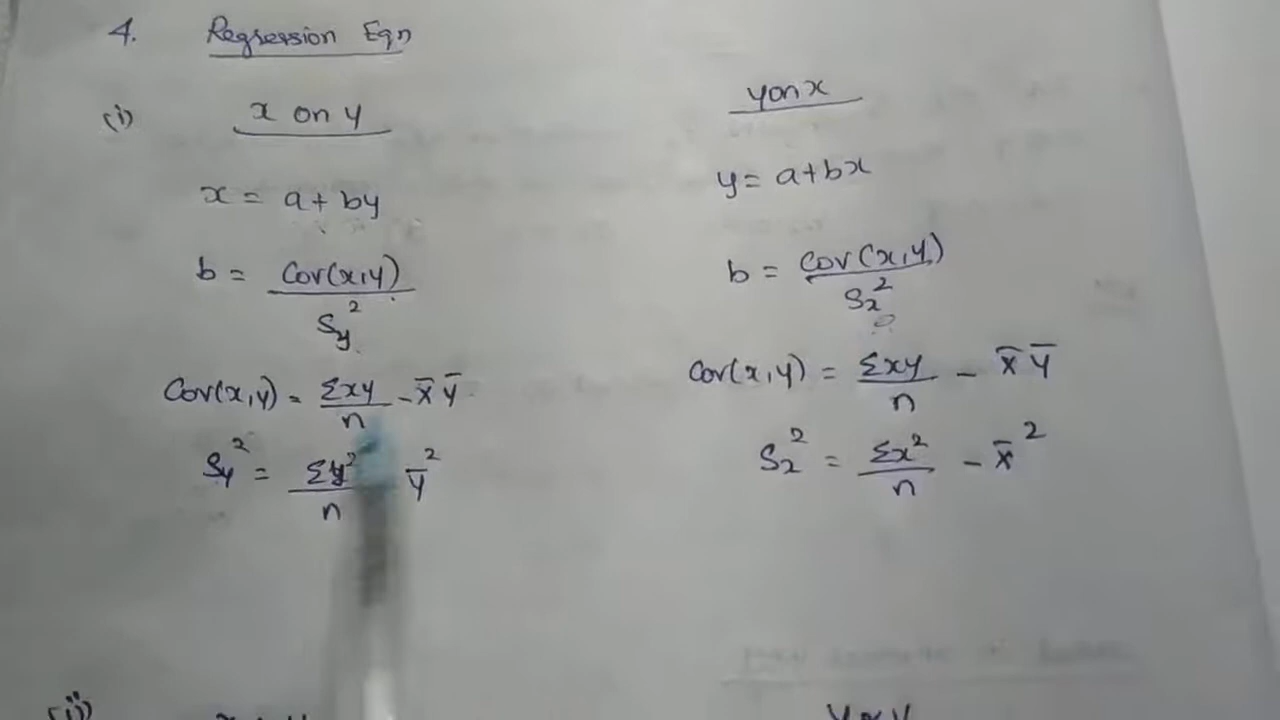 4. Regression Eqn
(i) x on y
x = a + by
b = Cov(x,y) / Sy²
Cov(x,y) = Σxy / n - x̄ ȳ
Sy² = Σy² / n ȳ²
y on x
y = a + bx
b = Cov(x,y) / Sx²
Cov(x,y) = Σxy / n - x̄ ȳ
Sx² = Σx² / n - x̄²
(ii)